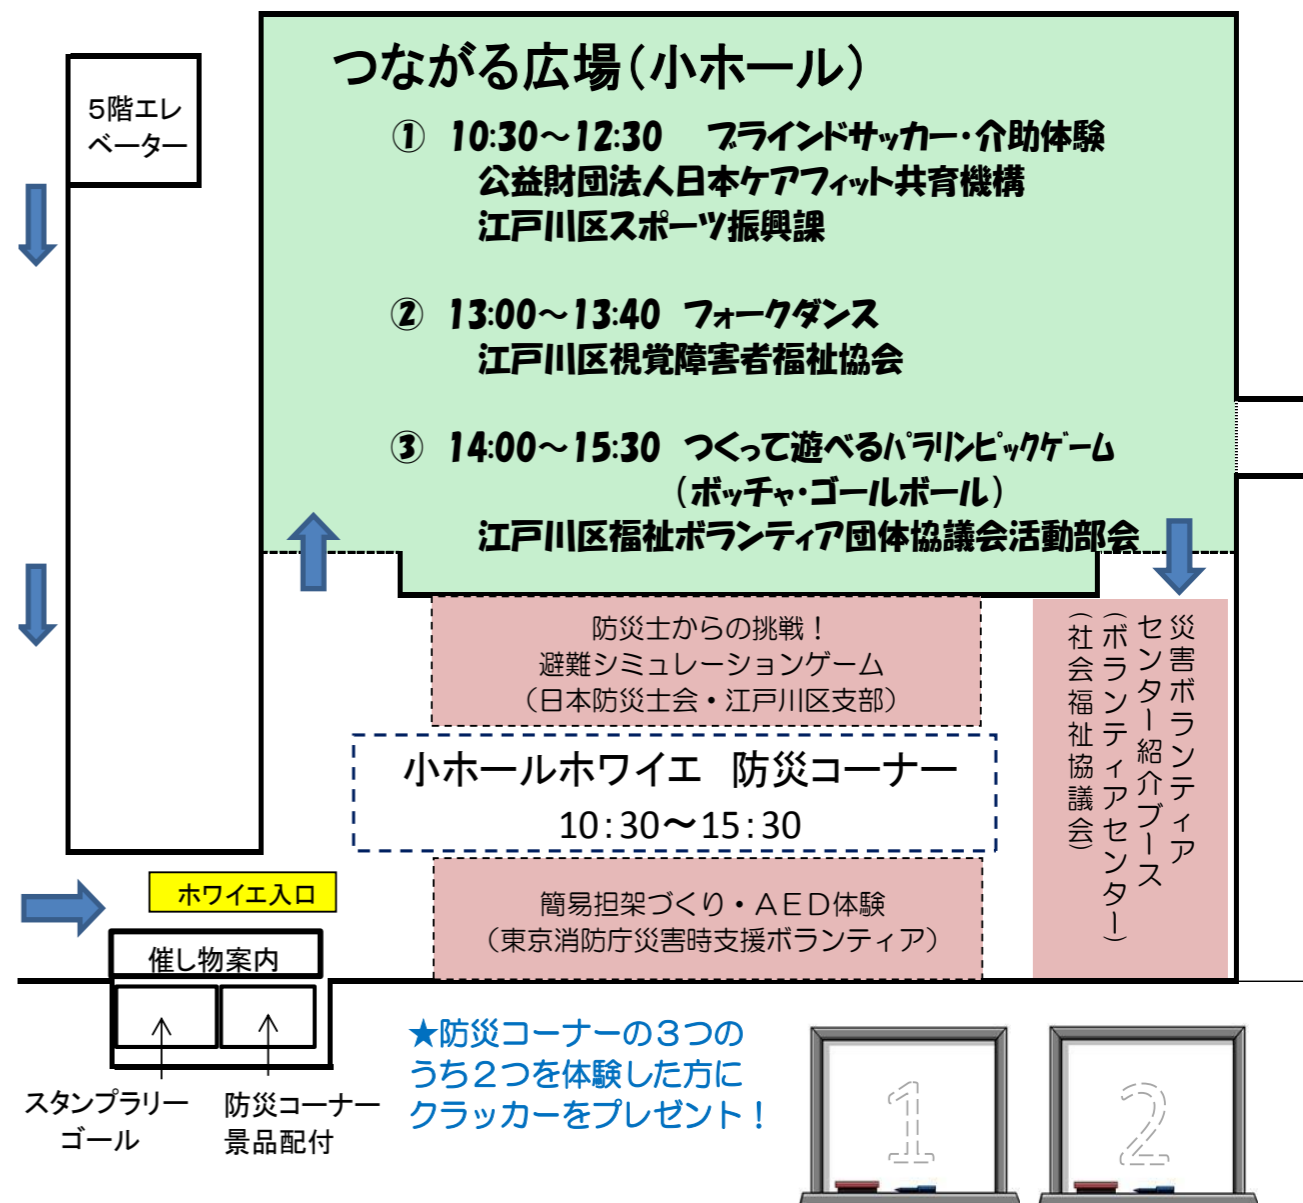 つながる広場(小ホール)
5階エレ
ベーター
① 10:30～12:30 ブラインドサッカー・介助体験
公益財団法人日本ケアフィット共育機構
江戸川区スポーツ振興課
② 13:00～13:40 フォークダンス
江戸川区視覚障害者福祉協会
③ 14:00～15:30 つくって遊べるパラリンピックゲーム
(ボッチャ・ゴールボール)
江戸川区福祉ボランティア団体協議会活動部会
防災士からの挑戦！
避難シミュレーションゲーム
（日本防災士会・江戸川区支部）
災害ボランティア
センター紹介ブース
（ボランティアセンター）
（社会福祉協議会）
小ホールホワイエ 防災コーナー
10:30～15:30
簡易担架づくり・ＡＥＤ体験
（東京消防庁災害時支援ボランティア）
ホワイエ入口
催し物案内
スタンプラリー
ゴール
防災コーナー
景品配付
★防災コーナーの３つの
うち２つを体験した方に
クラッカーをプレゼント！
1
2